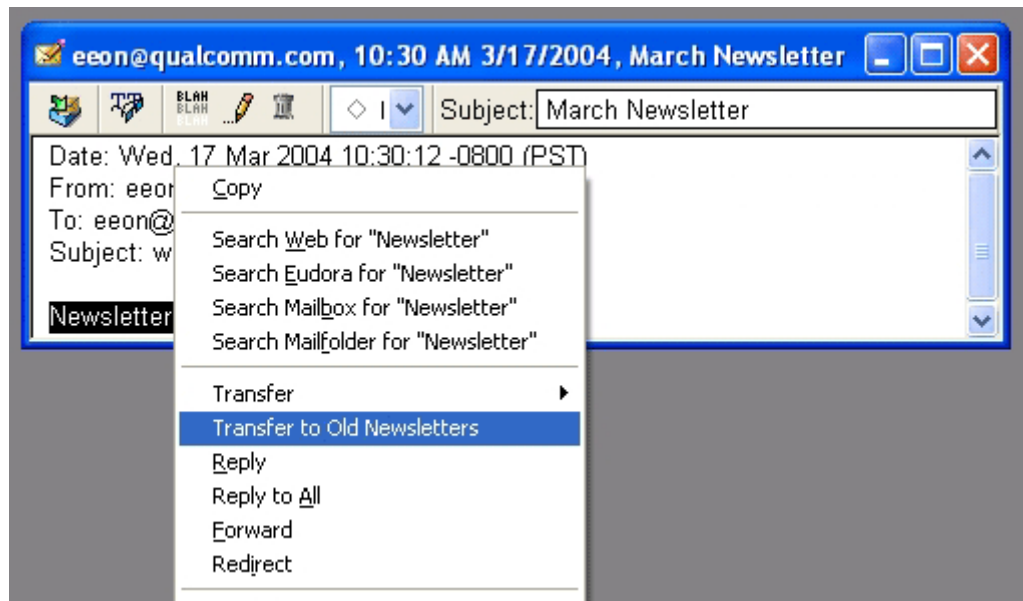 eeon@qualcomm.com, 10:30 AM 3/17/2004, March Newsletter
BLAH
BLAH
BLAH
Subject: March Newsletter
Date: Wed, 17 Mar 2004 10:30:12 -0800 (PST)
From: eeon
To: eeon@
Subject: w
Newsletter
Copy
Search Web for "Newsletter"
Search Eudora for "Newsletter"
Search Mailbox for "Newsletter"
Search Mailfolder for "Newsletter"
Transfer
Transfer to Old Newsletters
Reply
Reply to All
Forward
Redirect